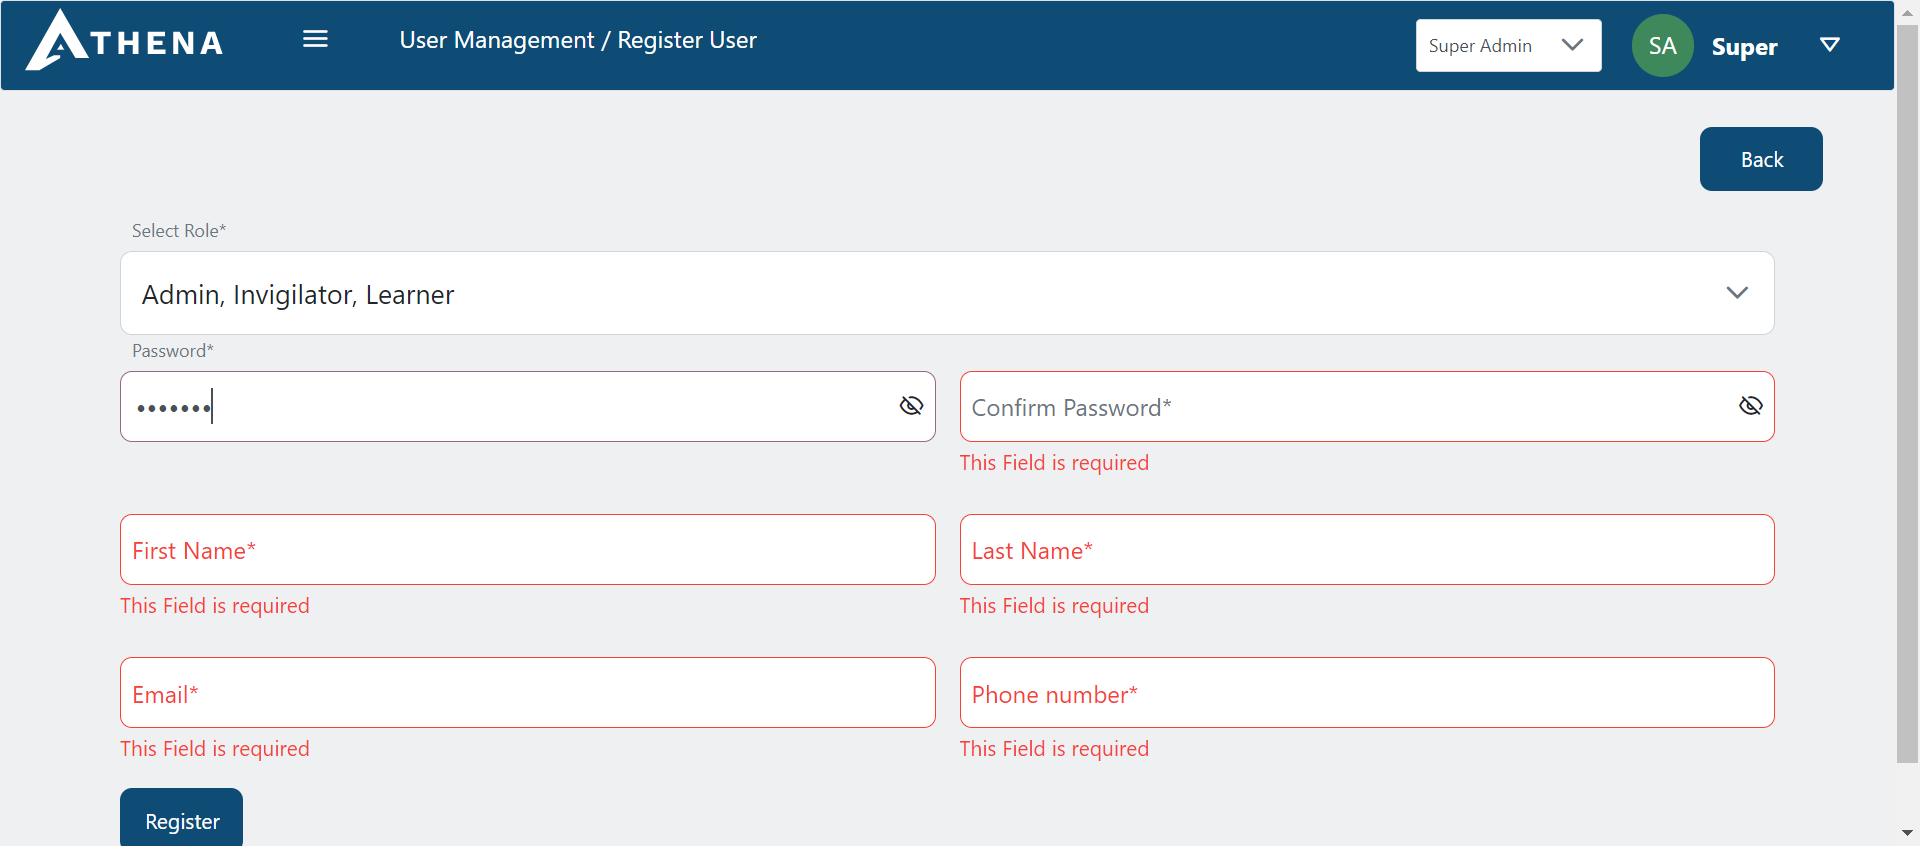 ATHENA
User Management / Register User
Super Admin
SA
Super
Back
Select Role*
Admin, Invigilator, Learner
Password*
•••••••
Confirm Password*
This Field is required
First Name*
Last Name*
This Field is required
This Field is required
Email*
Phone number*
This Field is required
This Field is required
Register